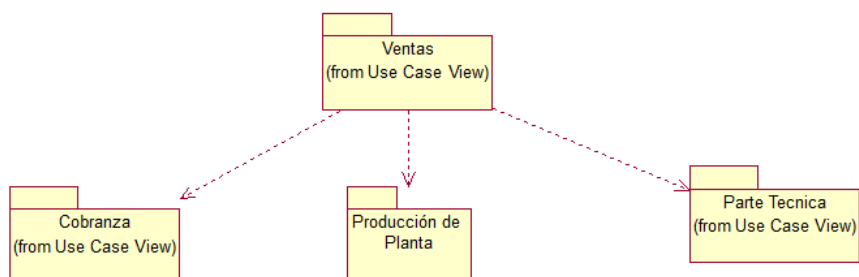 Ventas
(from Use Case View)
Cobranza
(from Use Case View)
Producción de
Planta
Parte Tecnica
(from Use Case View)